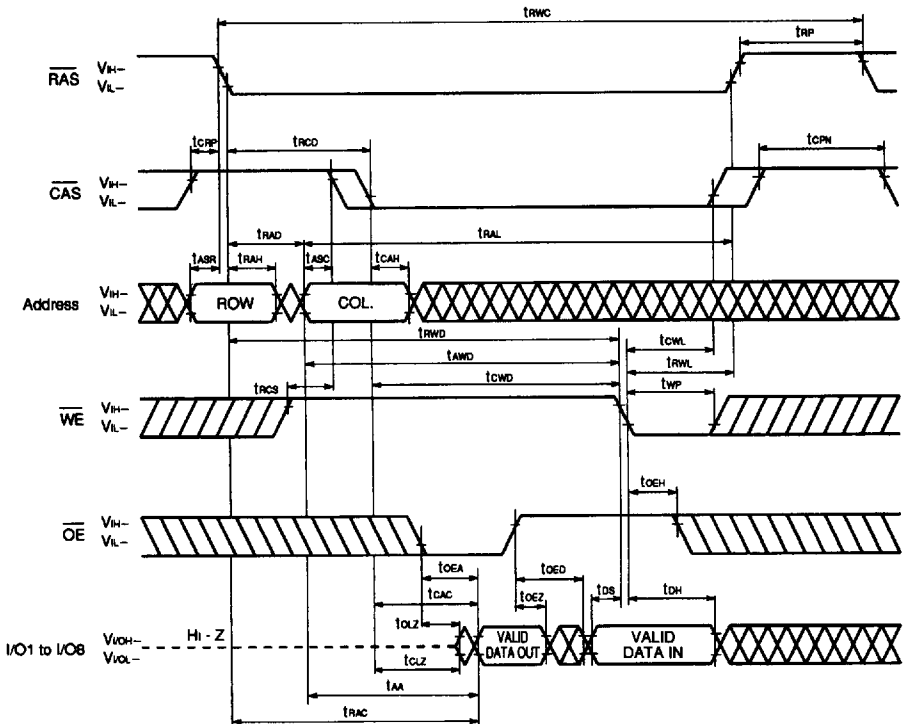 tRWC
tRP
RAS
VIH–
VIL–
tCRP
tRCD
tCPN
CAS
VIH–
VIL–
tRAD
tRAL
tASR
tRAH
tASC
tCAH
Address
VIH–
VIL–
ROW
COL.
tRWD
tCWL
tAWD
tRWL
tRCS
tCWD
tWP
WE
VIH–
VIL–
tOEH
OE
VIH–
VIL–
tOEA
tOED
tCAC
tOEZ
tDS
tDH
tOLZ
I/O1 to I/O8
VI/OH–
VI/OL–
HI - Z
VALID
DATA OUT
VALID
DATA IN
tCLZ
tAA
tRAC